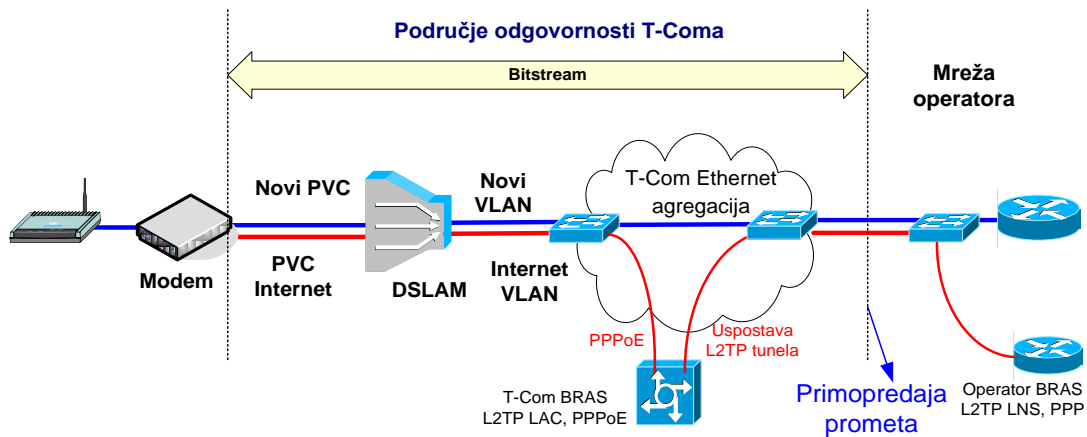 Područje odgovornosti T-Coma
Bitstream
Mreža
operatora
Novi PVC
Novi
VLAN
T-Com Ethernet
agregacija
PVC
Internet
Modem
DSLAM
Internet
VLAN
PPPoE
Uspostava
L2TP tunela
T-Com BRAS
L2TP LAC, PPPoE
Primopredaja
prometa
Operator BRAS
L2TP LNS, PPP